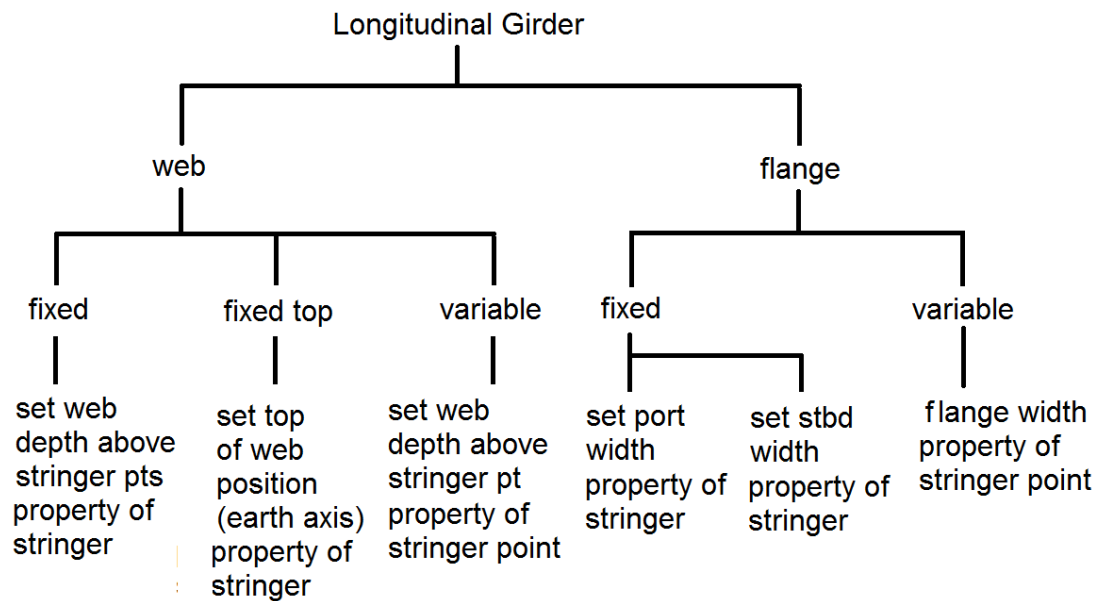 Longitudinal Girder
web
flange
fixed
fixed top
variable
fixed
variable
set web
depth above
stringer pts
property of
stringer
set top
of web
position
(earth axis)
property of
stringer
set web
depth above
stringer pt
property of
stringer point
set port
width
property of
stringer
set stbd
width
property of
stringer
flange width
property of
stringer point